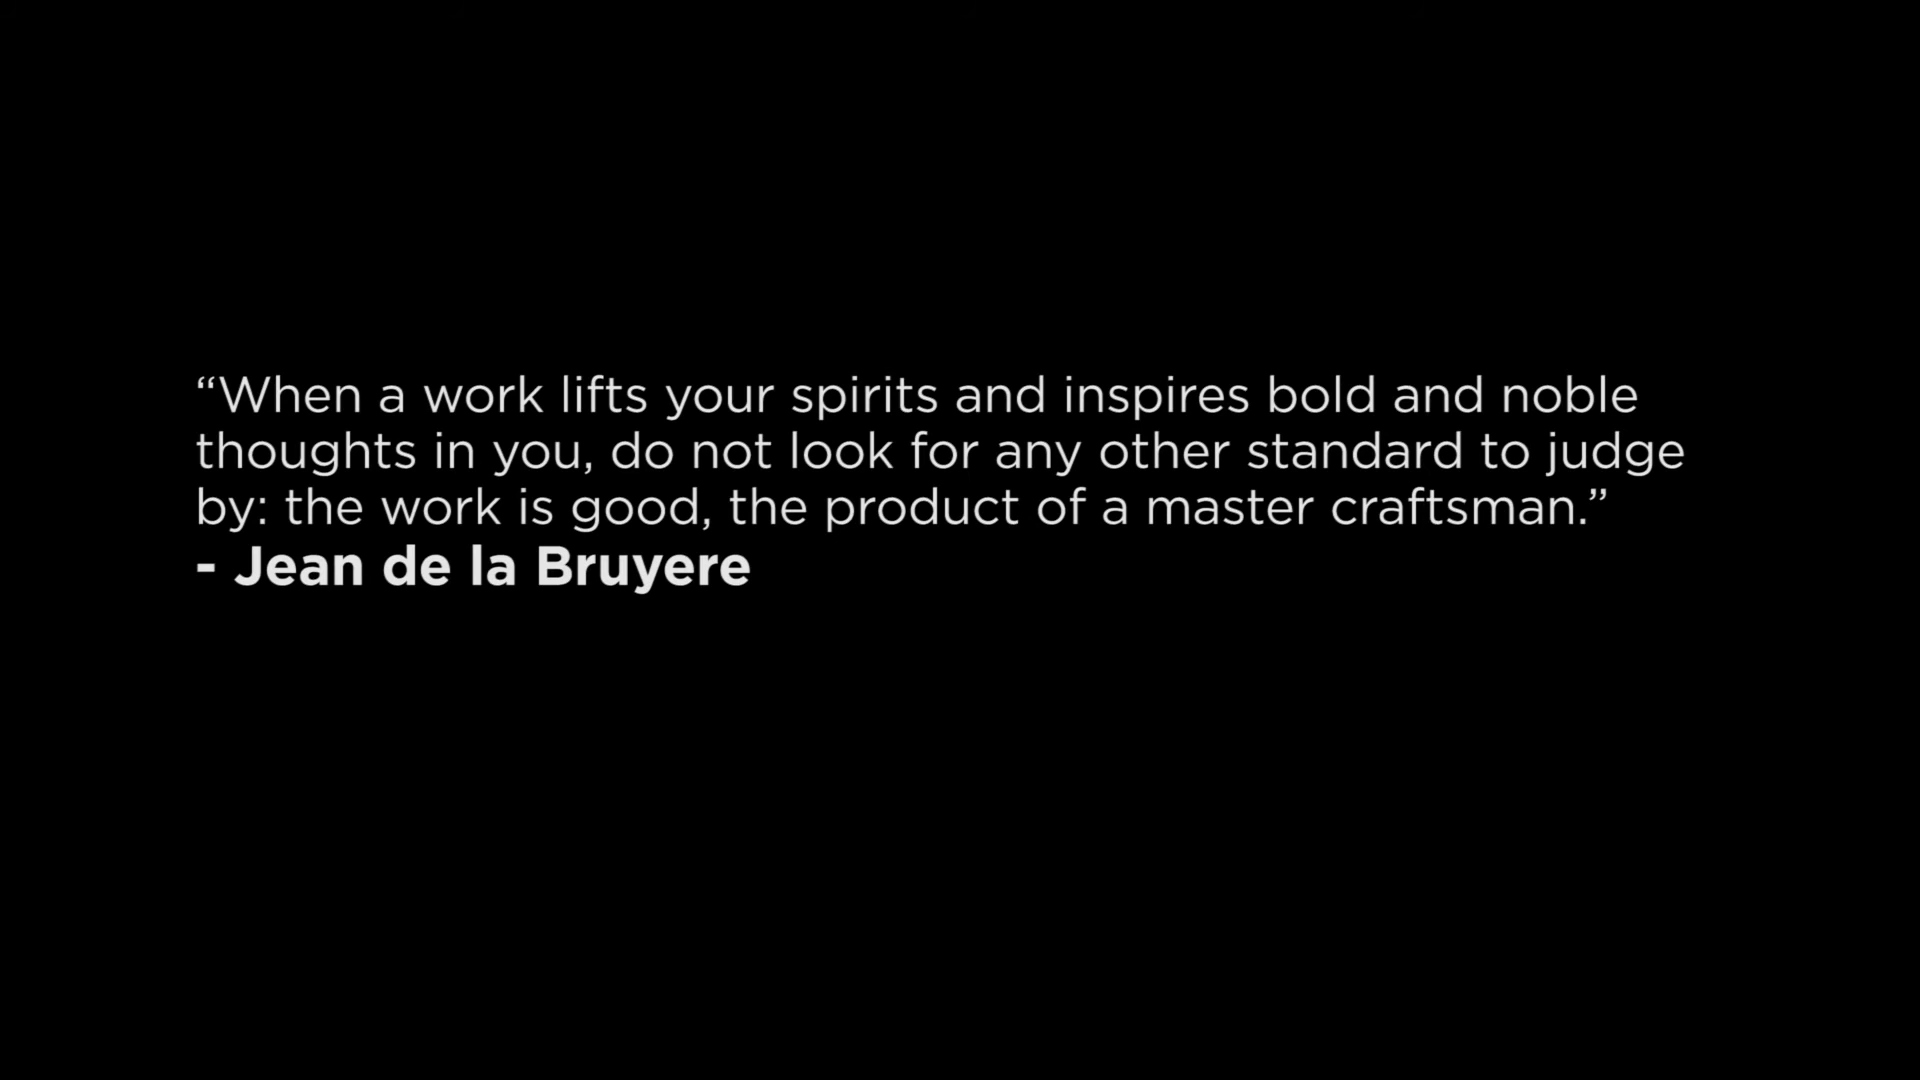 “When a work lifts your spirits and inspires bold and noble
thoughts in you, do not look for any other standard to judge
by: the work is good, the product of a master craftsman.”
- Jean de la Bruyere